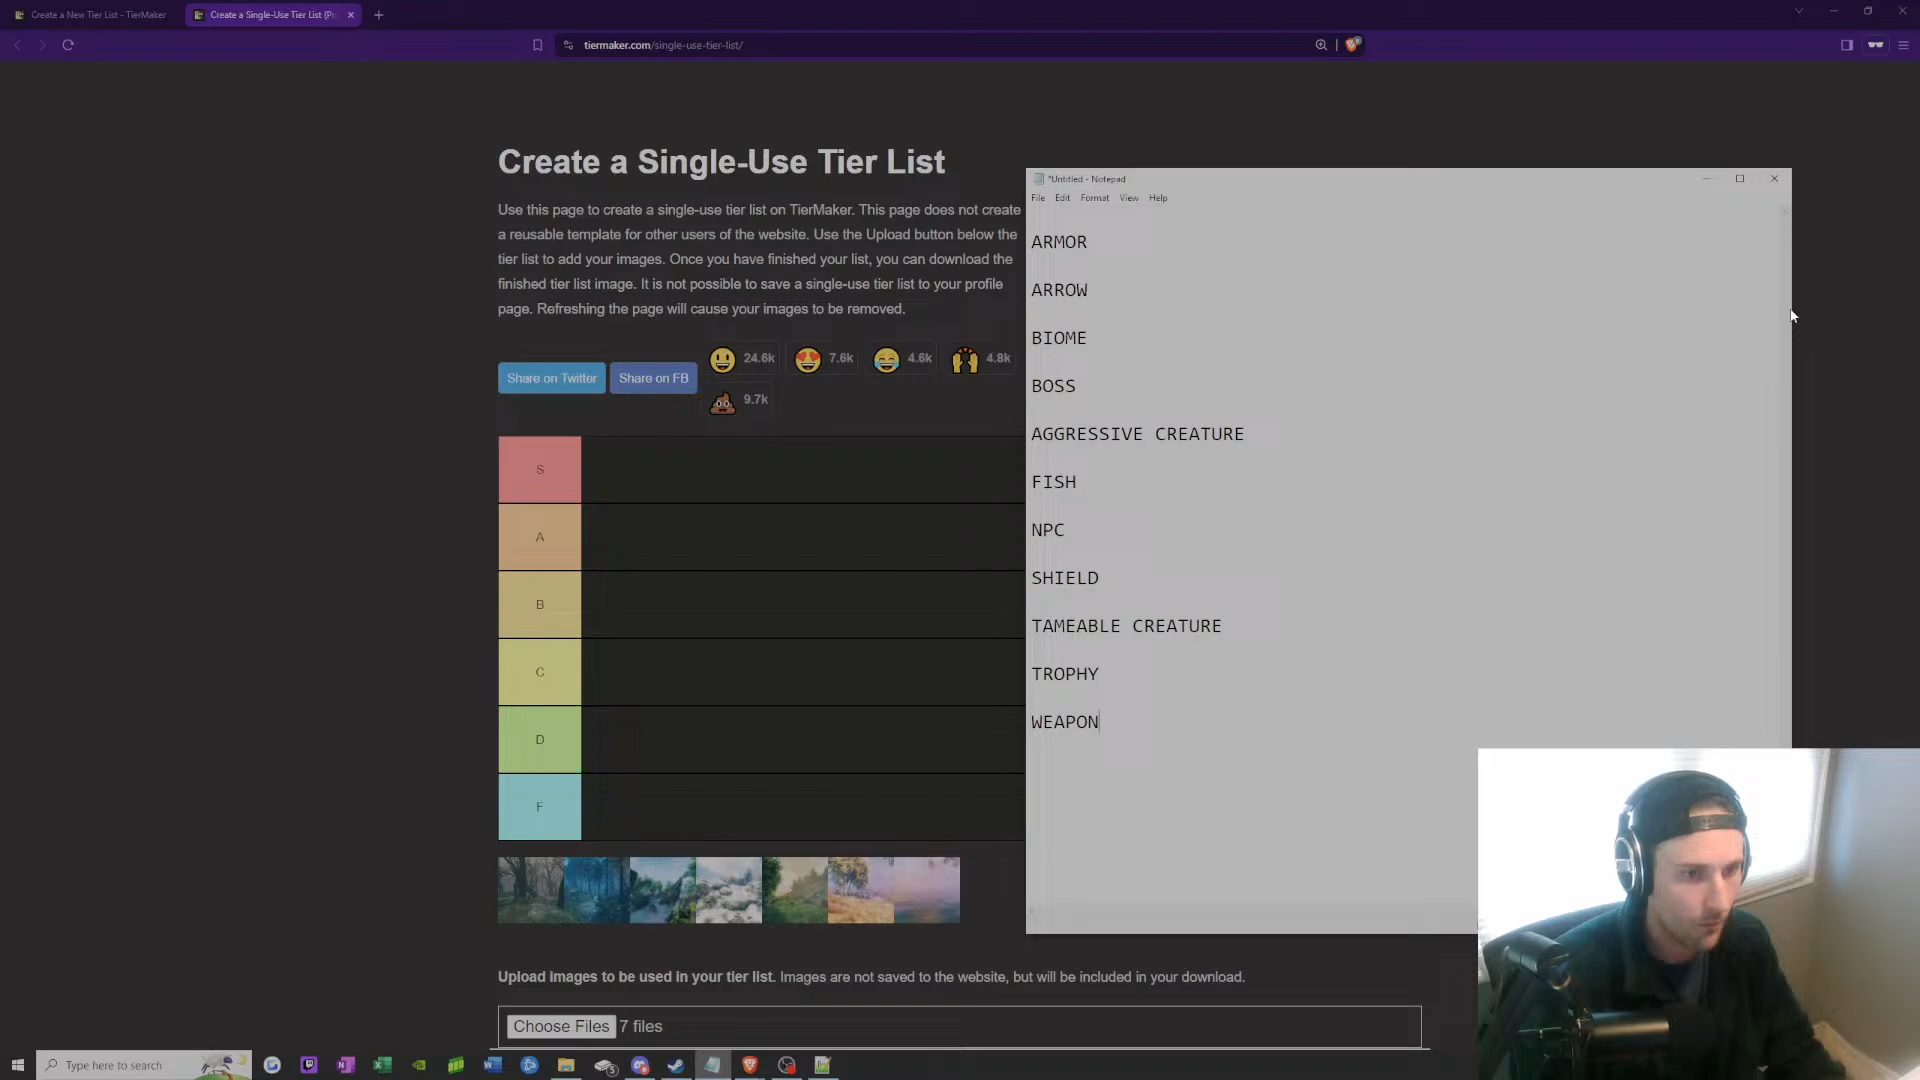 Create a New Tier List - TierMaker
Create a Single-Use Tier List (Pr
tiermaker.com/single-use-tier-list/
Create a Single-Use Tier List
Use this page to create a single-use tier list on TierMaker. This page does not create
a reusable template for other users of the website. Use the Upload button below the
tier list to add your images. Once you have finished your list, you can download the
finished tier list image. It is not possible to save a single-use tier list to your profile
page. Refreshing the page will cause your images to be removed.
Share on Twitter
Share on FB
24.6k
7.6k
4.6k
4.8k
9.7k
S
A
B
C
D
F
*Untitled - Notepad
File Edit Format View Help
ARMOR
ARROW
BIOME
BOSS
AGGRESSIVE CREATURE
FISH
NPC
SHIELD
TAMEABLE CREATURE
TROPHY
WEAPON
Upload images to be used in your tier list. Images are not saved to the website, but will be included in your download.
Choose Files 7 files
Type here to search